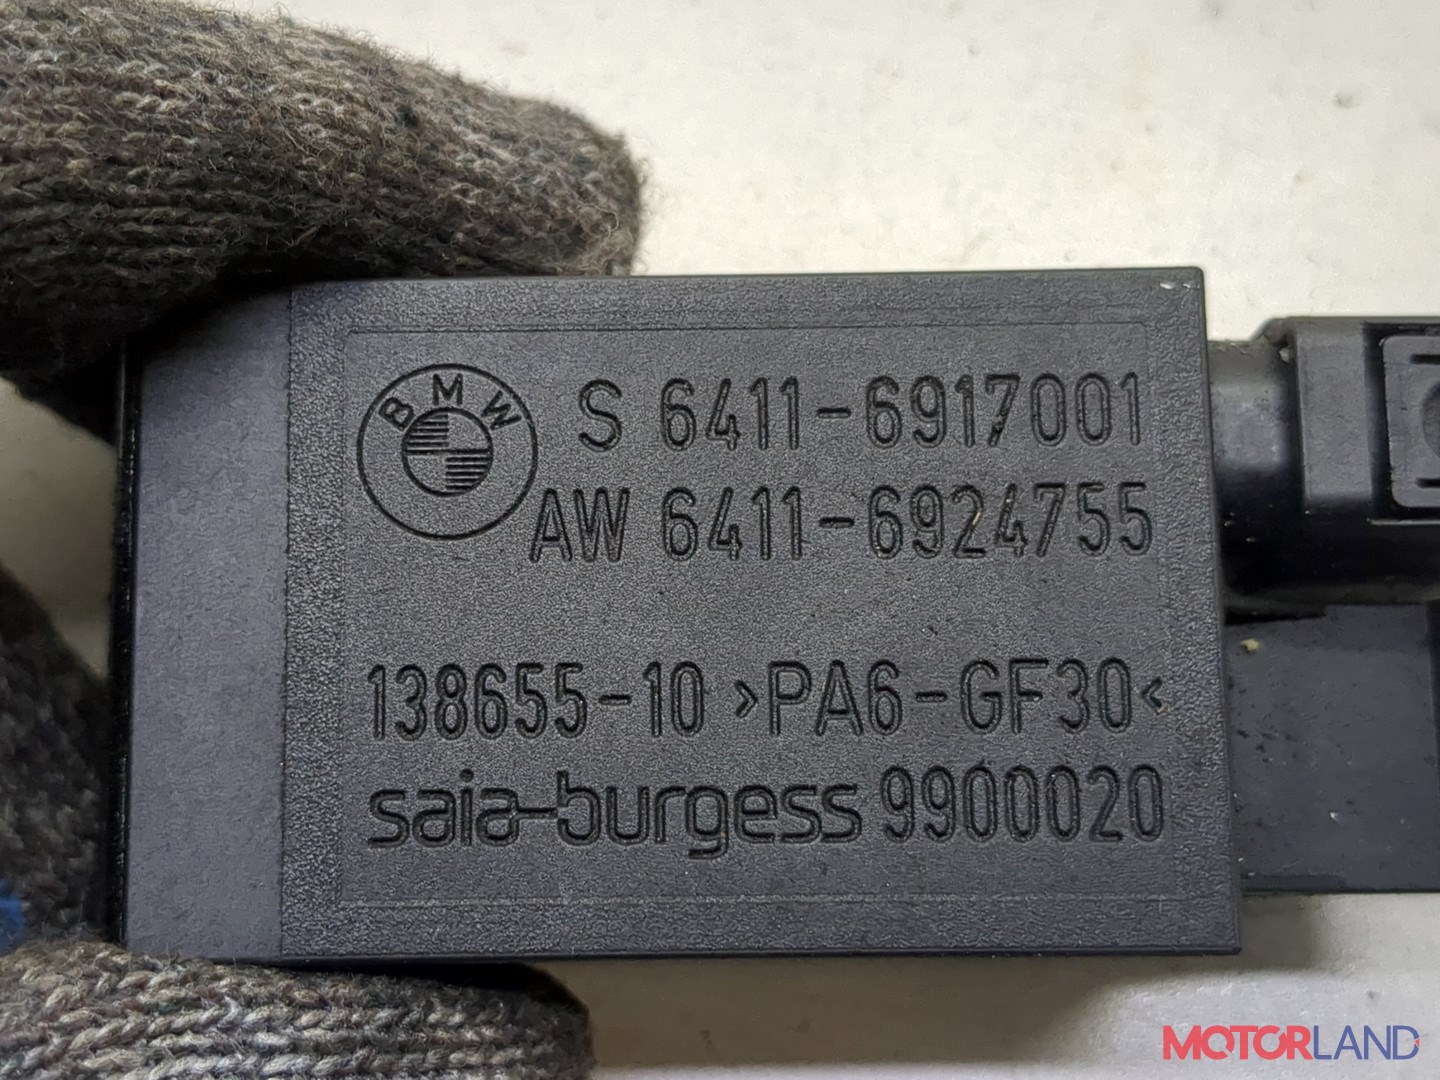 BMW
S 6411-6917001
AW 6411-6924755
138655-10 >PA6-GF30<
saia-burgess 9900020
MOTORLAND